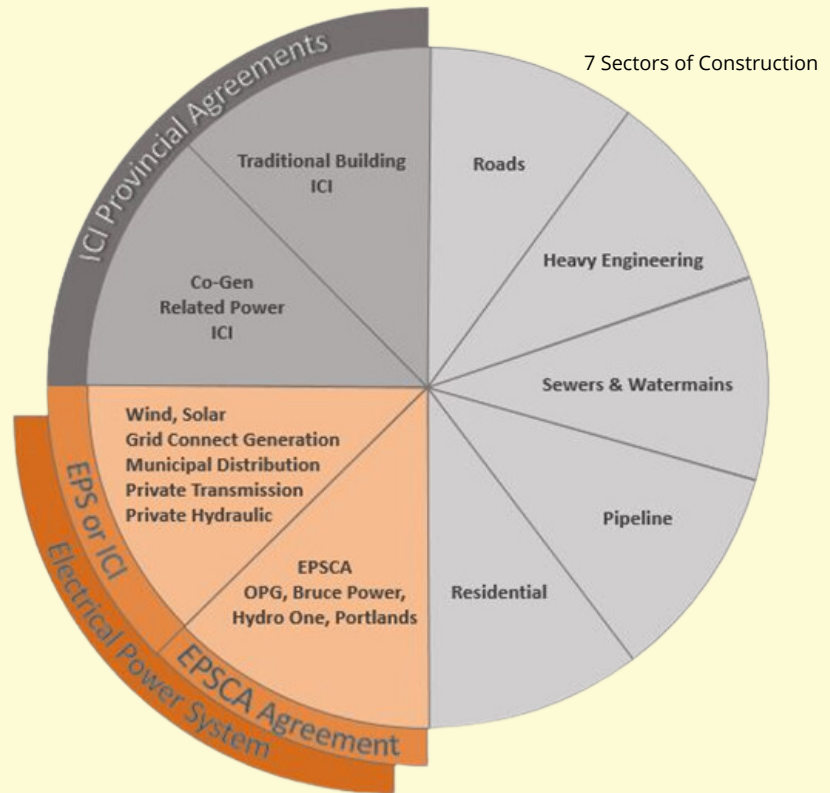 7 Sectors of Construction
ICI Provincial Agreements
Traditional Building
ICI
Roads
Co-Gen
Related Power
ICI
Heavy Engineering
Sewers & Watermains
Wind, Solar
Grid Connect Generation
Municipal Distribution
Private Transmission
Private Hydraulic
Pipeline
EPSCA
OPG, Bruce Power,
Hydro One, Portlands
Residential
EPS or ICI
EPSCA Agreement
Electrical Power System